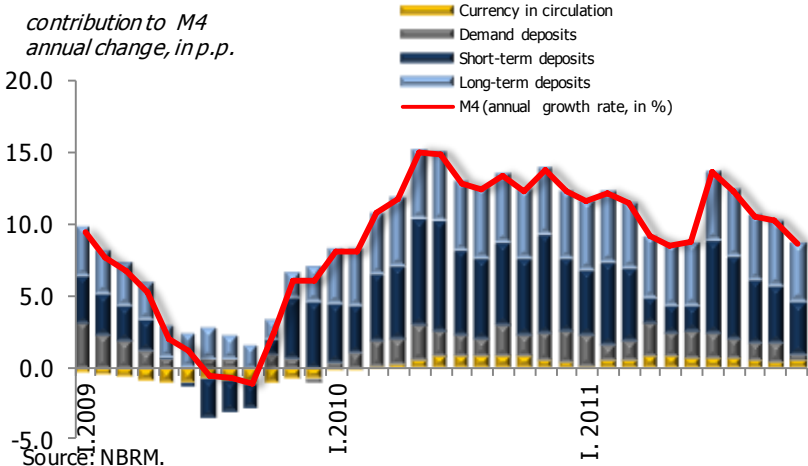 contribution to M4
annual change, in p.p.
Currency in circulation
Demand deposits
Short-term deposits
Long-term deposits
M4 (annual growth rate, in %)
20.0
15.0
10.0
5.0
0.0
-5.0
I.2009
I.2010
I. 2011
Source: NBRM.